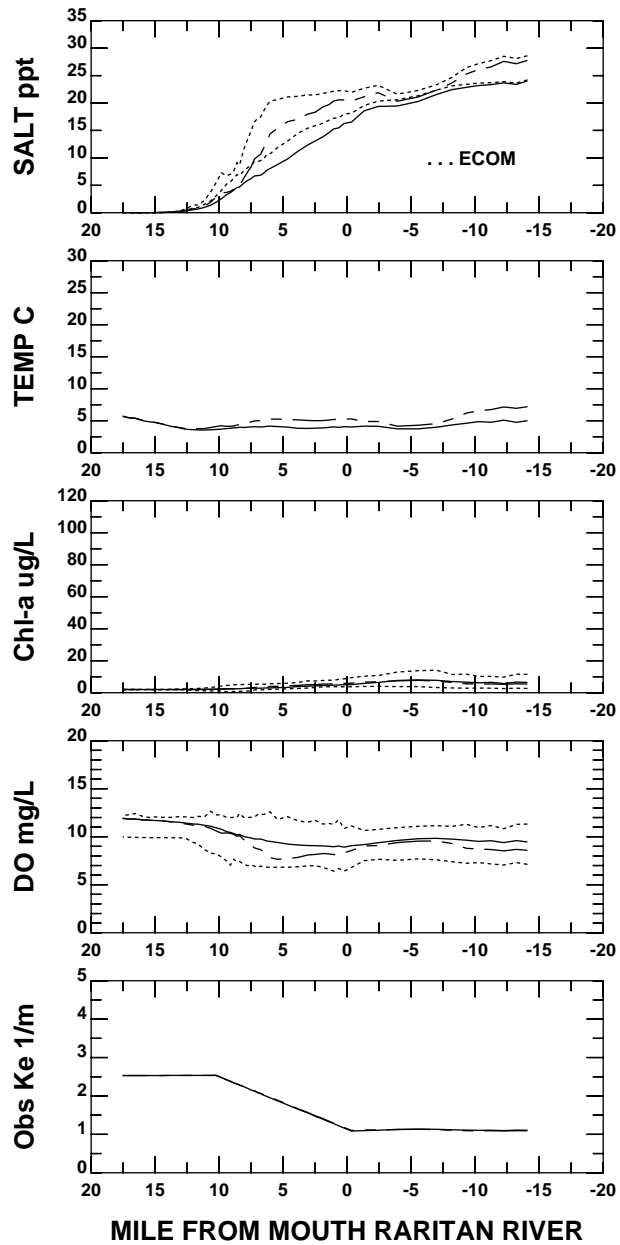 SALT ppt
35
30
25
20
15
10
5
0
. . . ECOM
20 15 10 5 0 -5 -10 -15 -20
TEMP C
30
25
20
15
10
5
0
20 15 10 5 0 -5 -10 -15 -20
Chl-a ug/L
120
100
80
60
40
20
0
20 15 10 5 0 -5 -10 -15 -20
DO mg/L
20
15
10
5
0
20 15 10 5 0 -5 -10 -15 -20
Obs Ke 1/m
5
4
3
2
1
0
20 15 10 5 0 -5 -10 -15 -20
MILE FROM MOUTH RARITAN RIVER